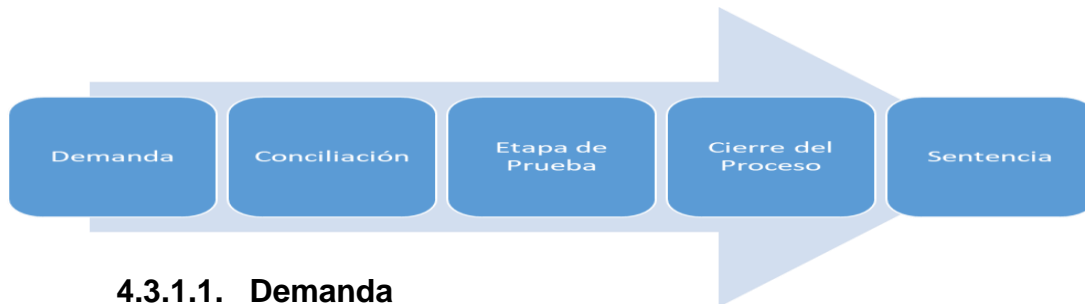 Demanda
Conciliación
Etapa de
Prueba
Cierre del
Proceso
Sentencia
4.3.1.1. Demanda